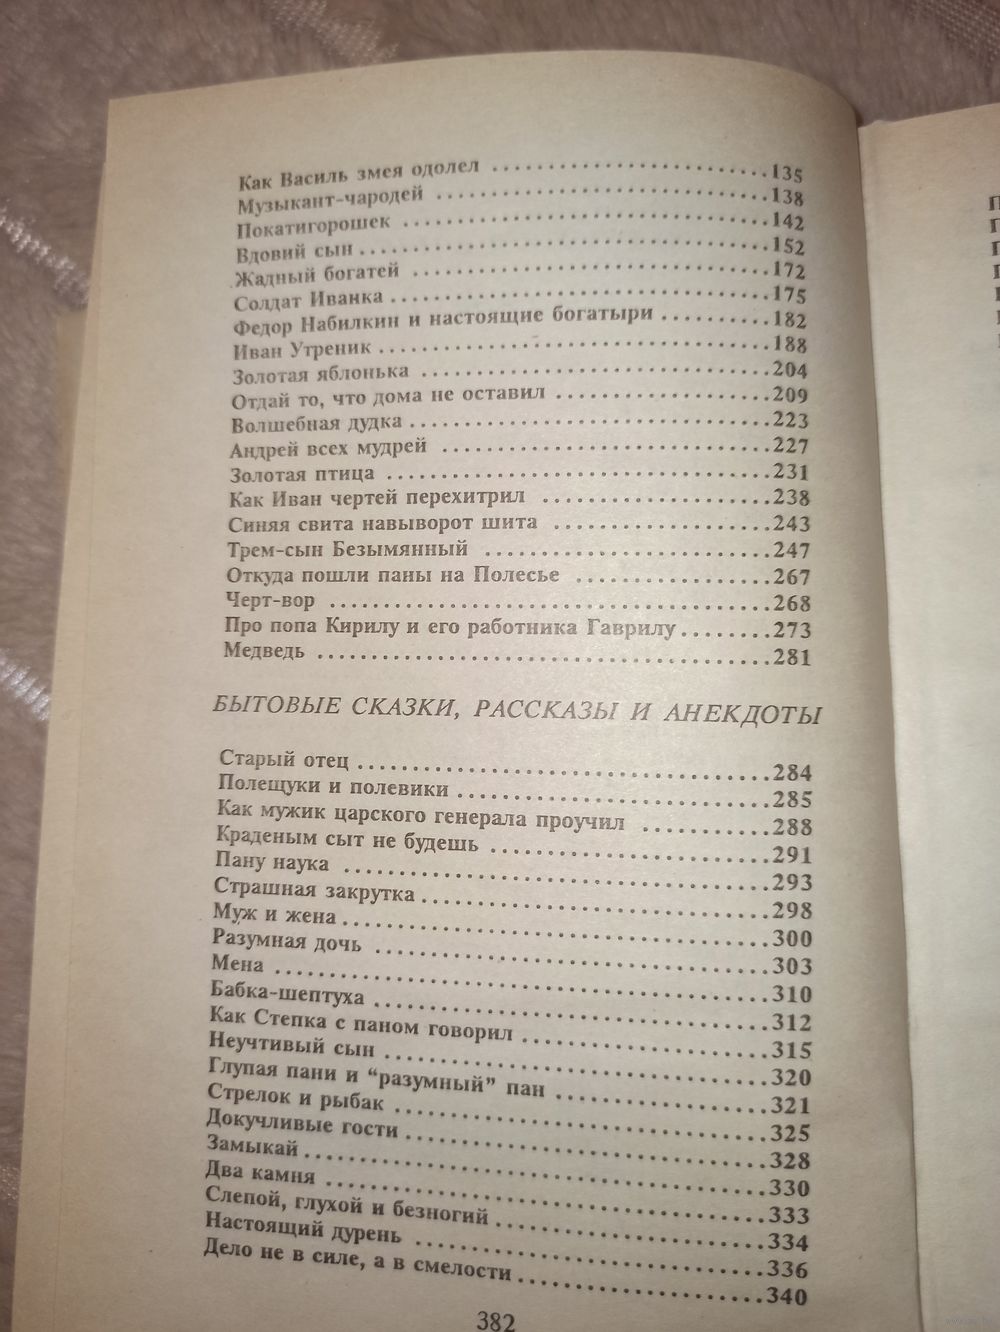 Как Василь змея одолел ........................ 135
Музыкант-чародей ........................ 138
Покатигорошек ........................ 142
Вдовий сын ........................ 152
Жадный богатей ........................ 172
Солдат Иванка ........................ 175
Федор Набилкин и настоящие богатыри .......... 182
Иван Утреник ........................ 188
Золотая яблонька ........................ 204
Отдай то, что дома не оставил ................ 209
Волшебная дудка ........................ 223
Андрей всех мудрей ........................ 227
Золотая птица ........................ 231
Как Иван чертей перехитрил ................ 238
Синяя свита навыворот шита ................ 243
Трем-сын Безымянный ........................ 247
Откуда пошли паны на Полесье ............... 267
Черт-вор ........................ 268
Про попа Кирилу и его работника Гаврилу ....... 273
Медведь ........................ 281
БЫТОВЫЕ СКАЗКИ, РАССКАЗЫ И АНЕКДОТЫ
Старый отец ........................ 284
Полещуки и полевики ........................ 285
Как мужик царского генерала проучил ............ 288
Краденым сыт не будешь ........................ 291
Пану наука ........................ 293
Страшная закрутка ........................ 298
Муж и жена ........................ 300
Разумная дочь ........................ 303
Мена ........................ 310
Бабка-шептуха ........................ 312
Как Степка с паном говорил ................ 315
Неучтивый сын ........................ 320
Глупая пани и “разумный” пан ................ 321
Стрелок и рыбак ........................ 325
Докучливые гости ........................ 328
Замыкай ........................ 330
Два камня ........................ 333
Слепой, глухой и безногий ................ 334
Настоящий дурень ........................ 336
Дело не в силе, а в смелости ................ 340
382